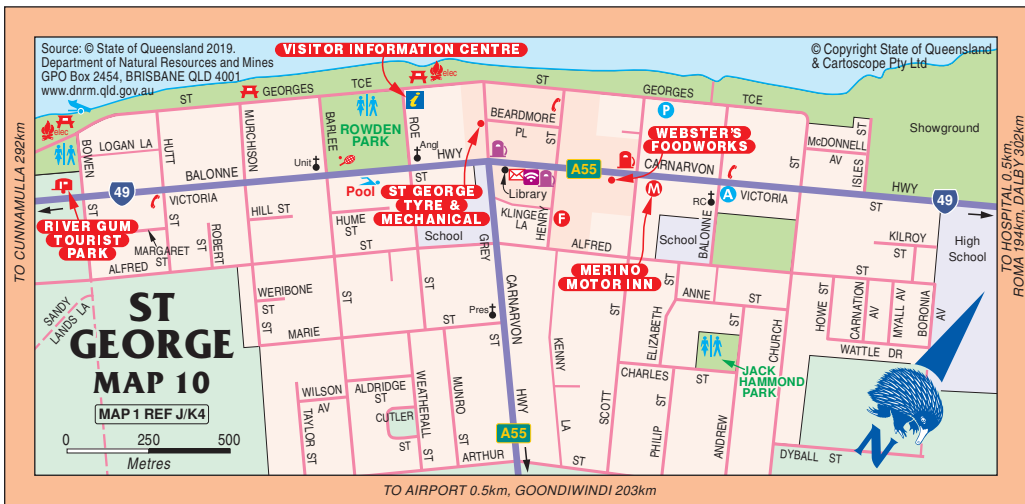 Source: © State of Queensland 2019.
Department of Natural Resources and Mines
GPO Box 2454, BRISBANE QLD 4001
www.dnrm.qld.gov.au
VISITOR INFORMATION CENTRE
© Copyright State of Queensland
& Cartoscope Pty Ltd
elec
ST
GEORGES
TCE
ST
GEORGES
TCE
elec
P
BEARDMORE
PL
ST
ROWDEN
PARK
i
ROE
BARLEE
MURCHISON
HUTT
BOWEN
LOGAN LA
Unit
Angl
HWY
BALONNE
49
A55
CARNARVON
WEBSTER'S
FOODWORKS
McDONNELL
AV
ISLES
ST
ST
Showground
HWY
49
VICTORIA
ST
Pool
ST GEORGE
TYRE &
MECHANICAL
Library
M
RC
A
VICTORIA
ST
RIVER GUM
TOURIST
PARK
P
HILL ST
HUME
ST
School
KLINGE
LA
HENRY
F
School
BALONNE
MARGARET
ST
ROBERT
ST
ST
ALFRED
ST
GREY
ALFRED
ST
KILROY
ST
High
School
MERINO
MOTOR INN
SANDY
LANDS LA
WERIBONE
ST
ST
MARIE
ST
ST
ST
Pres
ST
CARNARVON
HWY
KENNY
LA
ST
SCOTT
ST
ELIZABETH
ANNE
ST
ST
CHURCH
HOWE ST
CARNATION
AV
MYALL AV
BORONIA
AV
WATTLE DR
ST
GEORGE
MAP 10
MAP 1 REF J/K4
0 250 500
Metres
WILSON
AV
TAYLOR ST
ALDRIDGE
ST
CUTLER
WEATHERALL
ST
MUNRO
ARTHUR
ST
A55
CHARLES
ST
PHILIP
ST
ANDREW
JACK
HAMMOND
PARK
DYBALL ST
N
TO CUNNAMULLA 292km
TO HOSPITAL 0.5km,
ROMA 194km, DALBY 302km
TO AIRPORT 0.5km, GOONDIWINDI 203km